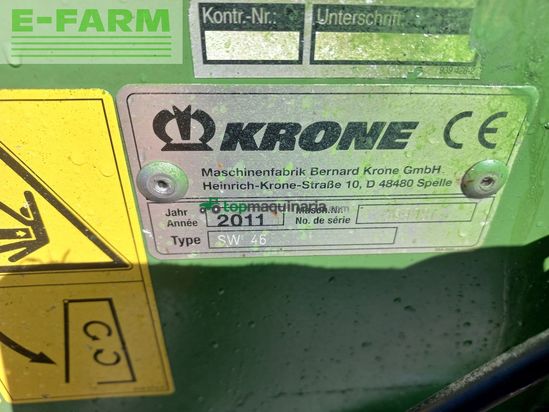 E-FARM
Kontr.-Nr.: Unterschrift:
KRONE CE
Maschinenfabrik Bernard Krone GmbH
Heinrich-Krone-Straße 10, D 48480 Spelle
Jahr
Année 2011 No. de série
topmaquinaria.com
Type SW 46